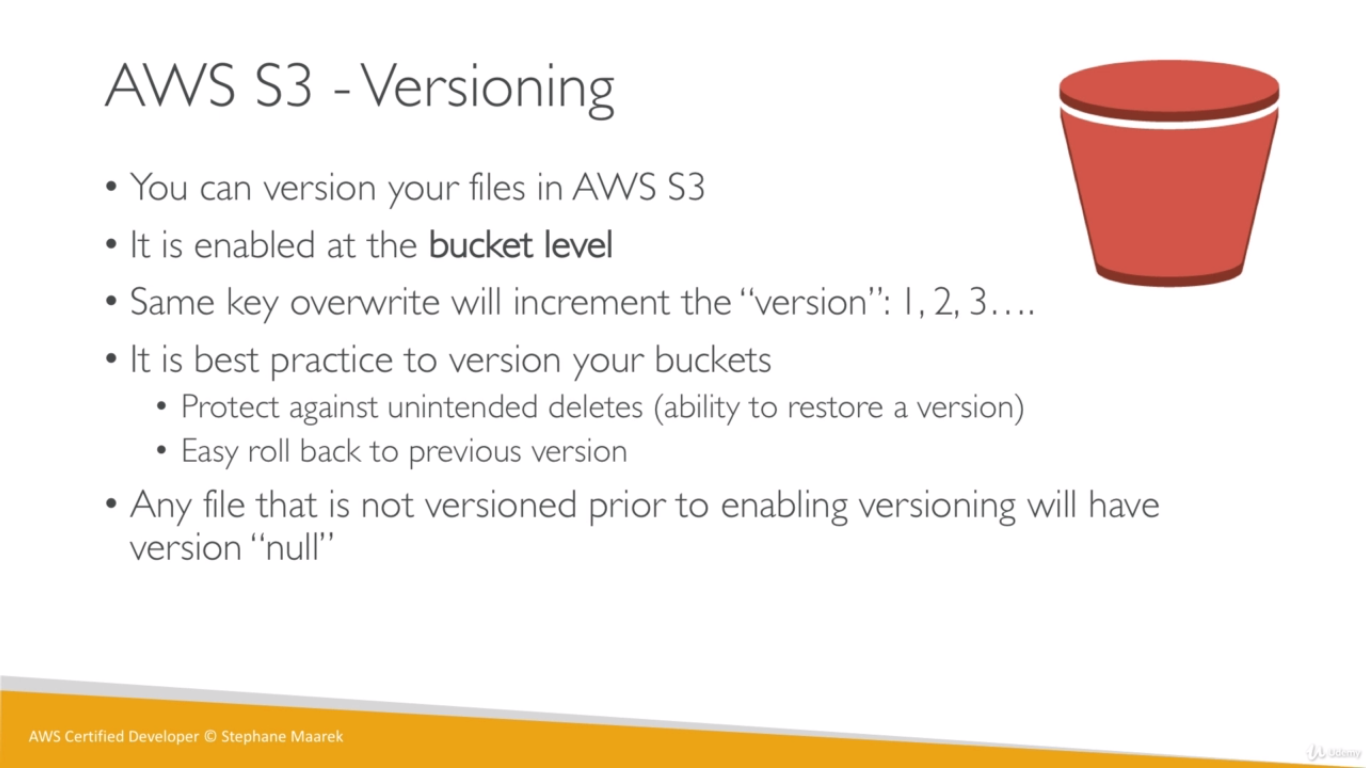 AWS S3 - Versioning
• You can version your files in AWS S3
• It is enabled at the bucket level
• Same key overwrite will increment the “version”: 1, 2, 3….
• It is best practice to version your buckets
• Protect against unintended deletes (ability to restore a version)
• Easy roll back to previous version
• Any file that is not versioned prior to enabling versioning will have
version “null”
AWS Certified Developer © Stephane Maarek
Udemy